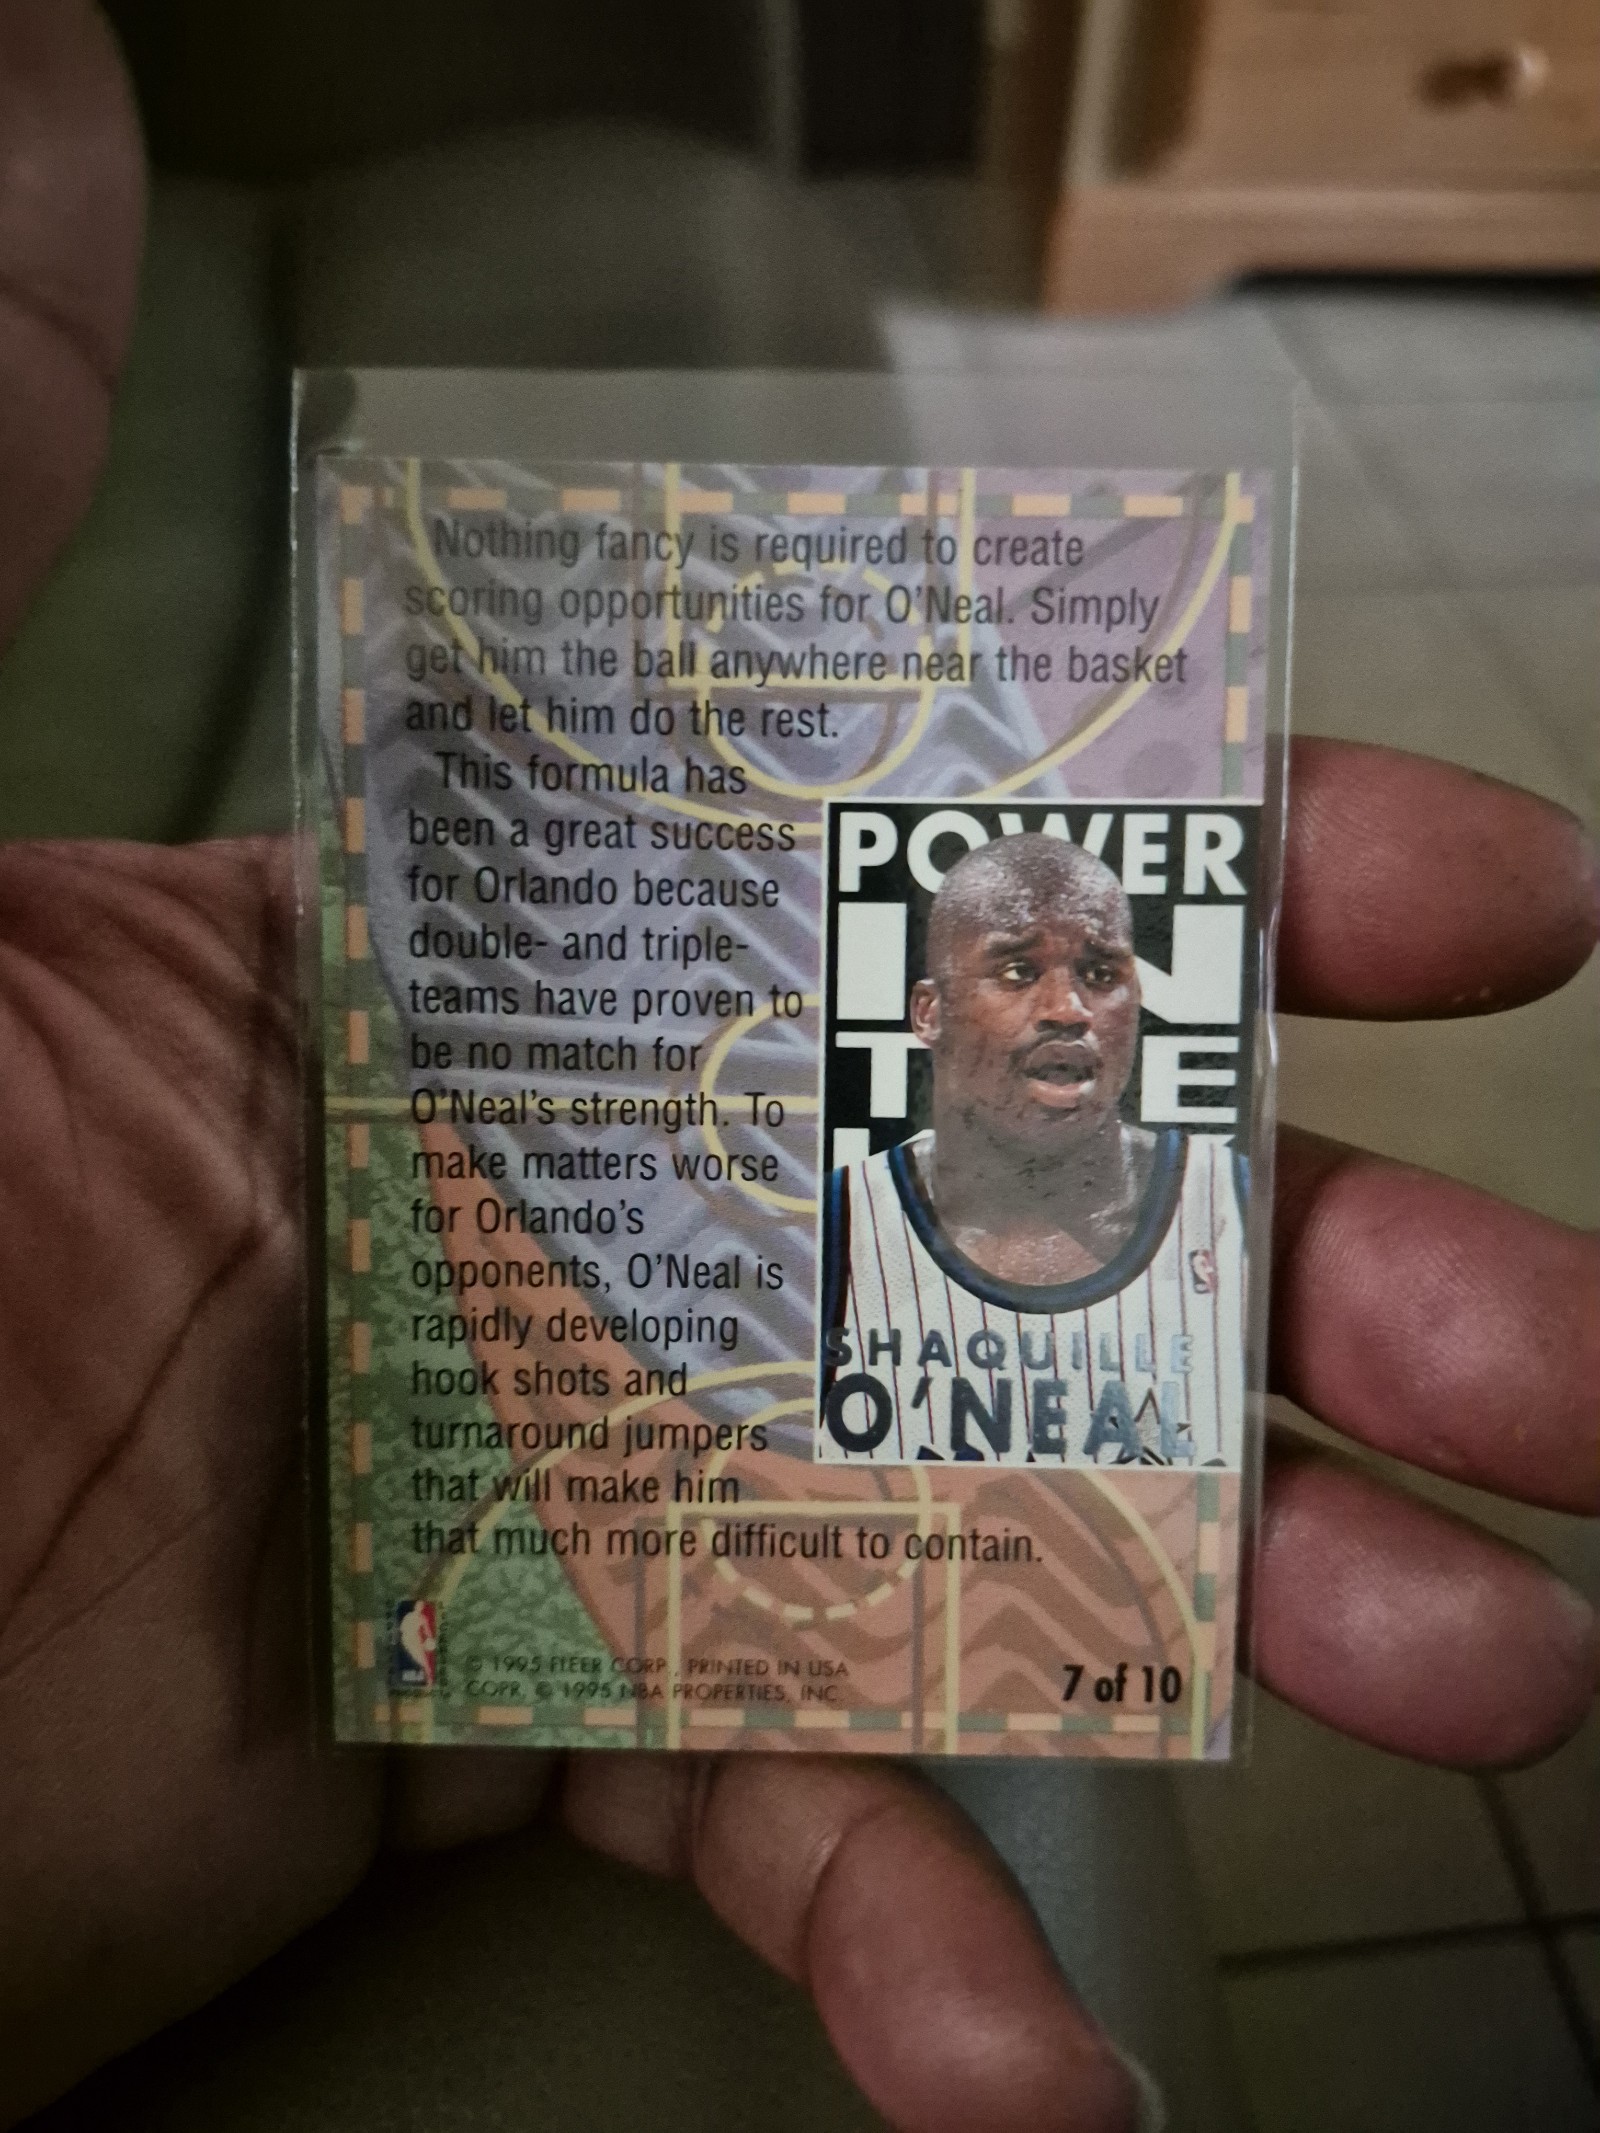 Nothing fancy is required to create
scoring opportunities for O'Neal. Simply
get him the ball anywhere near the basket
and let him do the rest.
This formula has
been a great success
for Orlando because
double- and triple-
teams have proven to
be no match for
O'Neal's strength. To
make matters worse
for Orlando's
opponents, O'Neal is
rapidly developing
hook shots and
turnaround jumpers
that will make him
that much more difficult to contain.
POWER
IN
T E
SHAQUILLE
O'NEAL
© 1995 FLEER CORP., PRINTED IN USA
COPR. © 1995 NBA PROPERTIES, INC.
7 of 10